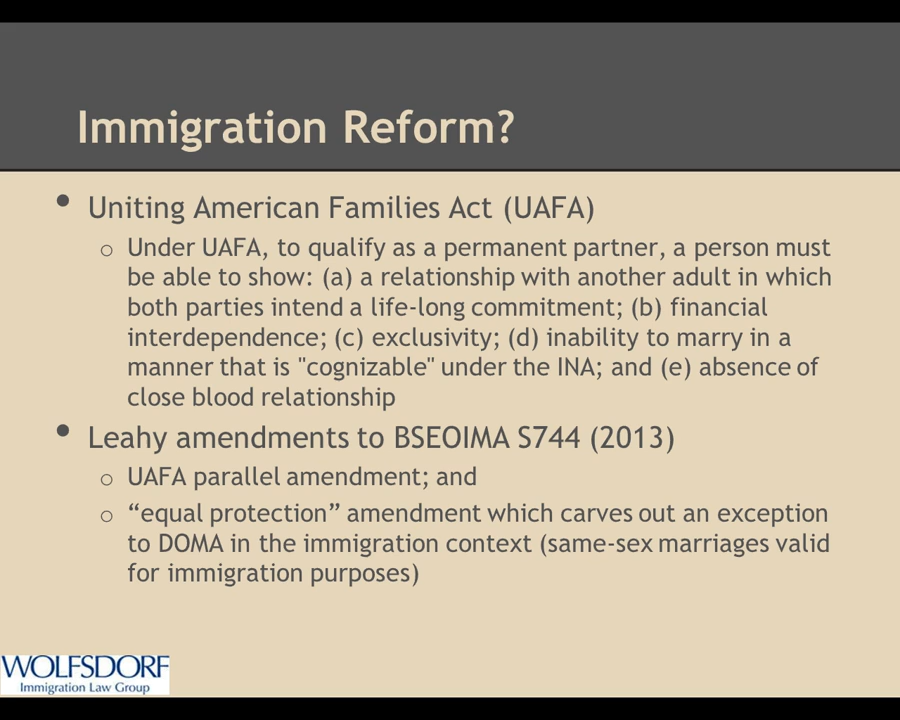 Immigration Reform?
• Uniting American Families Act (UAFA)
o Under UAFA, to qualify as a permanent partner, a person must
be able to show: (a) a relationship with another adult in which
both parties intend a life-long commitment; (b) financial
interdependence; (c) exclusivity; (d) inability to marry in a
manner that is "cognizable" under the INA; and (e) absence of
close blood relationship
• Leahy amendments to BSEOIMA S744 (2013)
o UAFA parallel amendment; and
o “equal protection” amendment which carves out an exception
to DOMA in the immigration context (same-sex marriages valid
for immigration purposes)
WOLFSDORF
Immigration Law Group